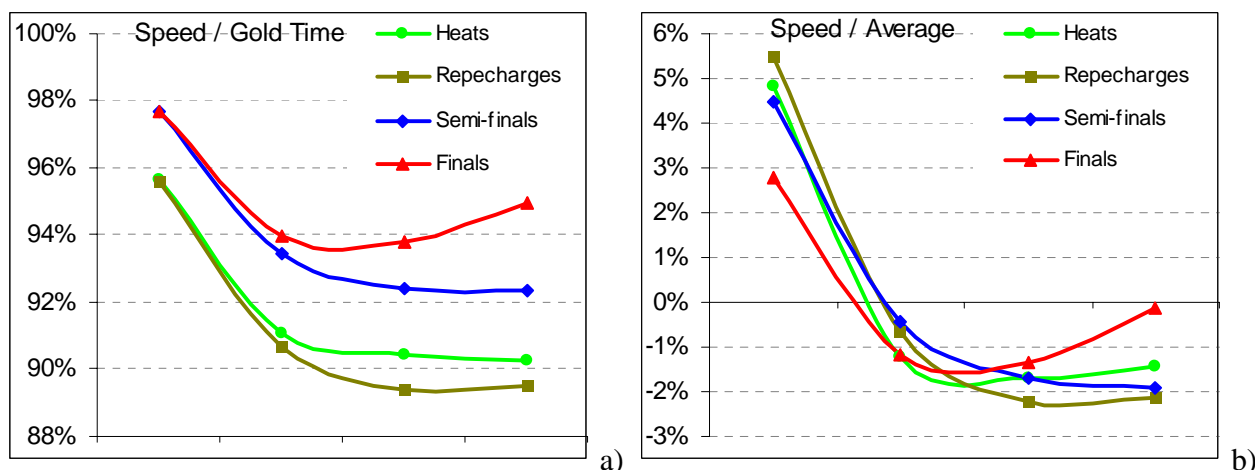 Speed / Gold Time
100%
98%
96%
94%
92%
90%
88%
Heats
Repecharges
Semi-finals
Finals
a)
Speed / Average
6%
5%
4%
3%
2%
1%
0%
-1%
-2%
-3%
Heats
Repecharges
Semi-finals
Finals
b)